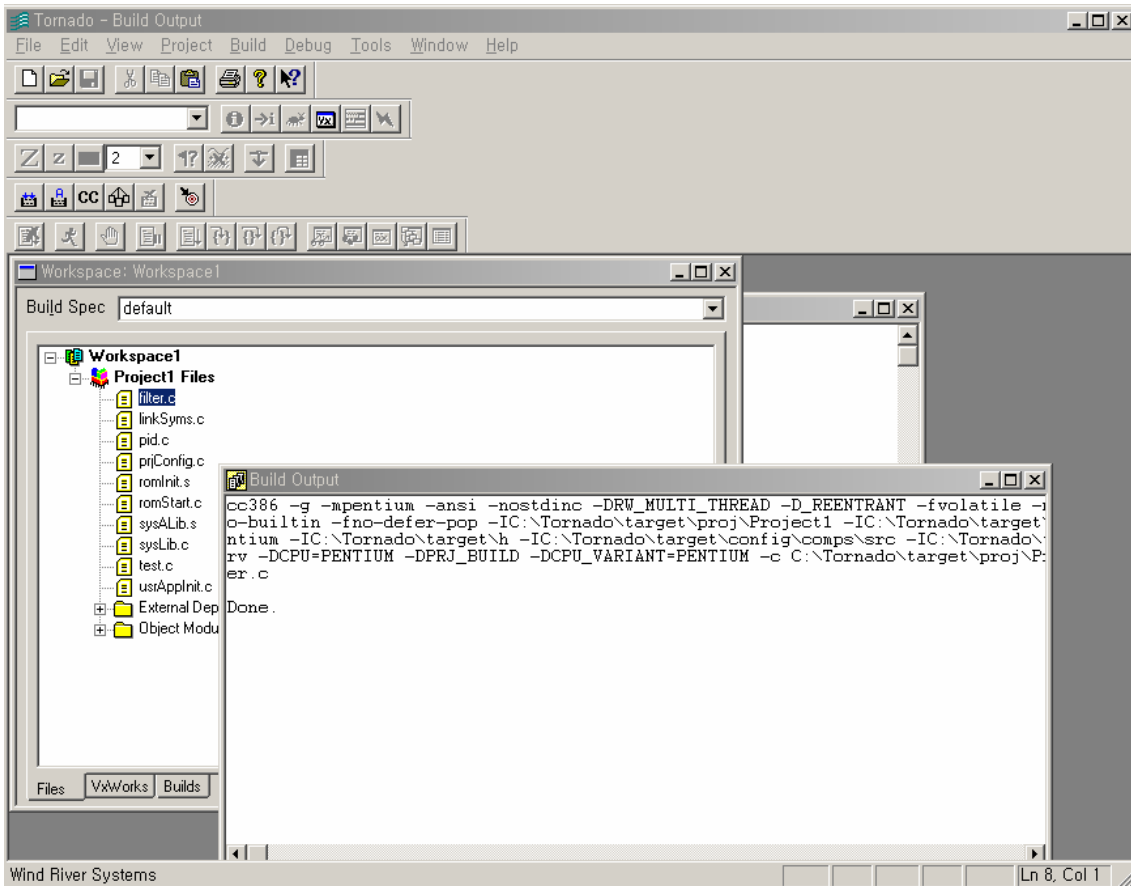 Tornado - Build Output
File Edit View Project Build Debug Tools Window Help
2
CC
Workspace: Workspace1
Build Spec default
Workspace1
Project1 Files
filter.c
linkSyms.c
pid.c
prjConfig.c
romInit.s
romStart.c
sysALib.s
sysLib.c
test.c
usrAppInit.c
External Dep
Object Modu
Files VxWorks Builds
Build Output
cc386 -g -mpentium -ansi -nostdinc -DRW_MULTI_THREAD -D_REENTRANT -fvolatile
o-builtin -fno-defer-pop -IC:\Tornado\target\proj\Project1 -IC:\Tornado\target\
ntium -IC:\Tornado\target\h -IC:\Tornado\target\config\comps\src -IC:\Tornado\
rv -DCPU=PENTIUM -DPRJ_BUILD -DCPU_VARIANT=PENTIUM -c C:\Tornado\target\proj\
er.c
Done.
Wind River Systems
Ln 8, Col 1